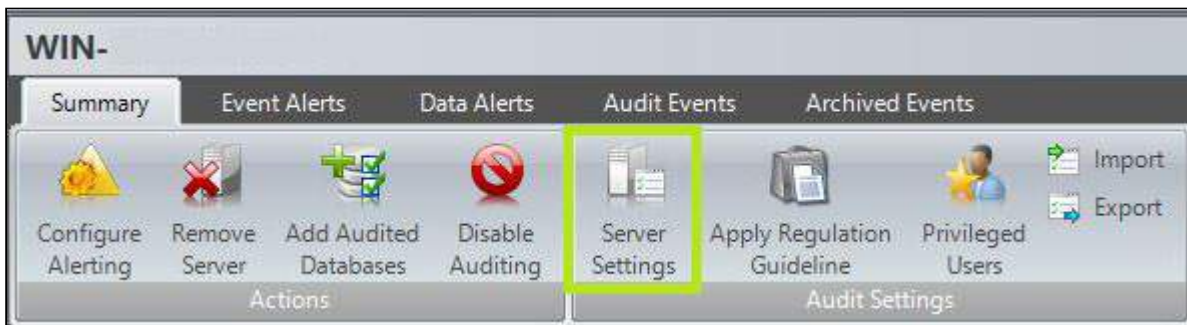 WIN-
Summary Event Alerts Data Alerts Audit Events Archived Events
Configure Alerting
Remove Server
Add Audited Databases
Disable Auditing
Server Settings
Apply Regulation Guideline
Privileged Users
Import
Export
Actions
Audit Settings